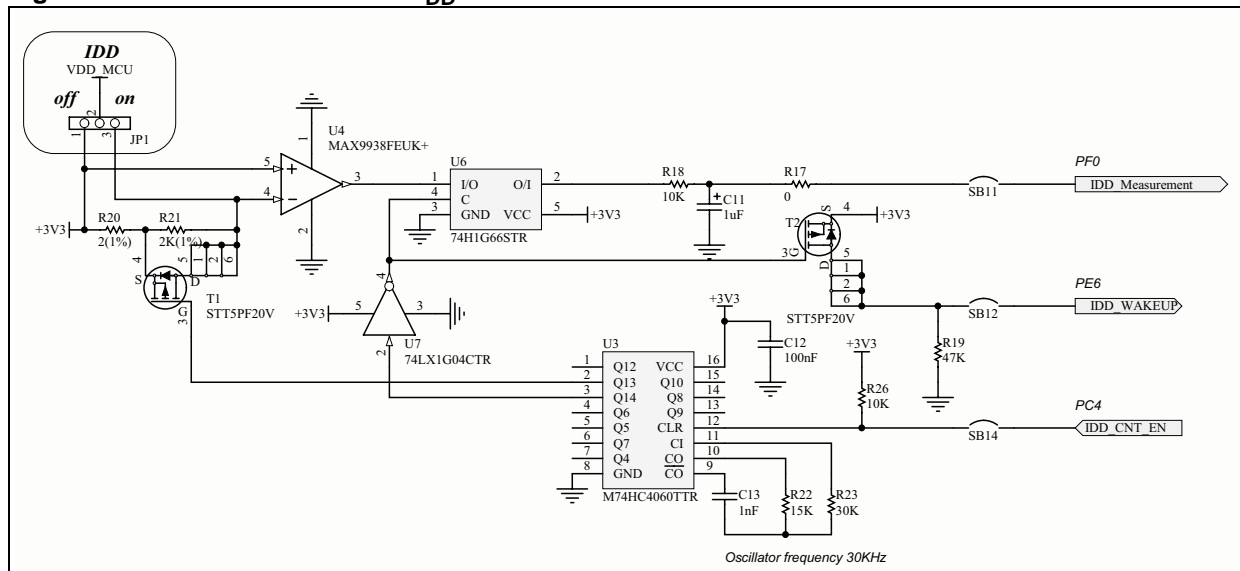 DD
IDD
VDD_MCU
off
on
2
1
3
JP1
U4
MAX9938FEUK+
1
5
+
4
-
3
2
U6
1
I/O
O/I
2
4
C
3
GND
VCC
5
+3V3
74H1G66STR
R18
10K
R17
0
+
C11
1uF
SB11
PF0
IDD_Measurement
+3V3
R20
2(1%)
R21
2K(1%)
4
5
1
2
6
S
D
G
3
T1
STT5PF20V
T2
S
4
+3V3
3
G
D
5
1
2
6
STT5PF20V
SB12
PE6
IDD_WAKEUP
R19
47K
4
+3V3
5
3
2
U7
74LX1G04CTR
+3V3
C12
100nF
U3
1
Q12
VCC
16
2
Q13
Q10
15
3
Q14
Q8
14
4
Q6
Q9
13
5
Q5
CLR
12
6
Q7
CI
11
7
Q4
CO
10
8
GND
CO
9
M74HC4060TTR
+3V3
R26
10K
SB14
PC4
IDD_CNT_EN
C13
1nF
R22
15K
R23
30K
Oscillator frequency 30KHz